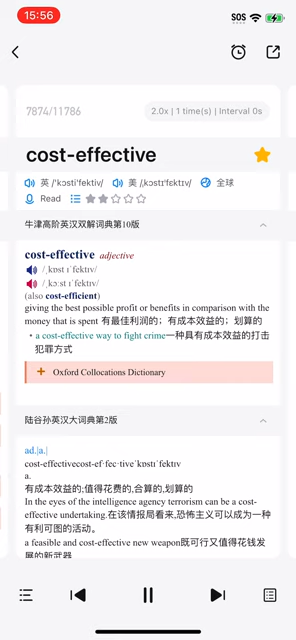 15:56
SOS
7874/11786
2.0x | 1 time(s) | Interval 0s
cost-effective
英 /'kɒsti'fektiv/ 美 /'kɔstɪ'fɛktɪv/ 全球
Read
牛津高阶英汉双解词典第10版
cost-effective adjective
/ˌkɒst ɪˈfektɪv/
/ˌkɔːst ɪˈfektɪv/
(also cost-efficient)
giving the best possible profit or benefits in comparison with the
money that is spent 有最佳利润的；有成本效益的；划算的
• a cost-effective way to fight crime一种具有成本效益的打击
犯罪方式
+ Oxford Collocations Dictionary
陆谷孙英汉大词典第2版
ad.|a.|
cost-effectivecost-ef·fec·tiveˈkɒstɪˈfektɪv
a.
有成本效益的;值得花费的,合算的,划算的
In the eyes of the intelligence agency terrorism can be a cost-
effective undertaking.在该情报局看来,恐怖主义可以成为一种
有利可图的活动。
a feasible and cost-effective new weapon既可行又值得花钱发
展的新武器